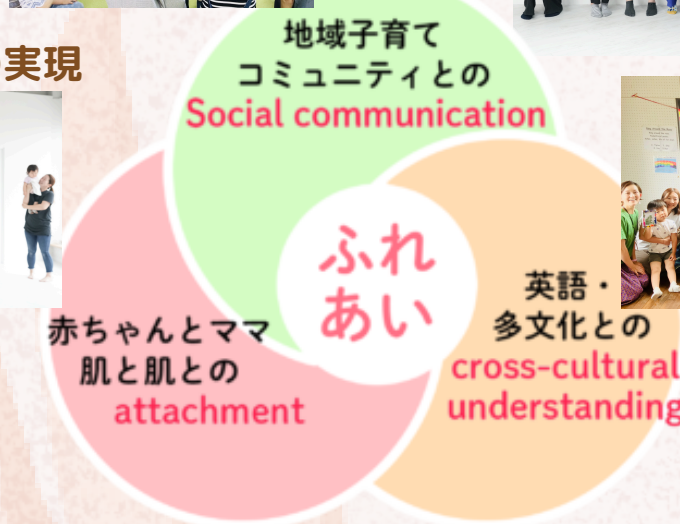 実現
地域子育て
コミュニティとの
Social communication
ふれ
あい
赤ちゃんとママ
肌と肌との
attachment
英語・
多文化との
cross-cultural
understanding